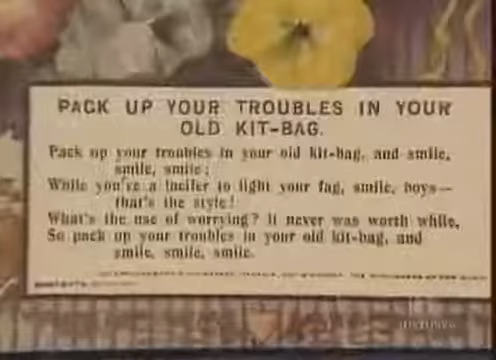 PACK UP YOUR TROUBLES IN YOUR
OLD KIT-BAG.
Pack up your troubles in your old kit-bag, and smile,
smile, smile;
While you've a lucifer to light your fag, smile, boys—
that's the style!
What's the use of worrying? It never was worth while,
So pack up your troubles in your old kit-bag, and
smile, smile, smile.